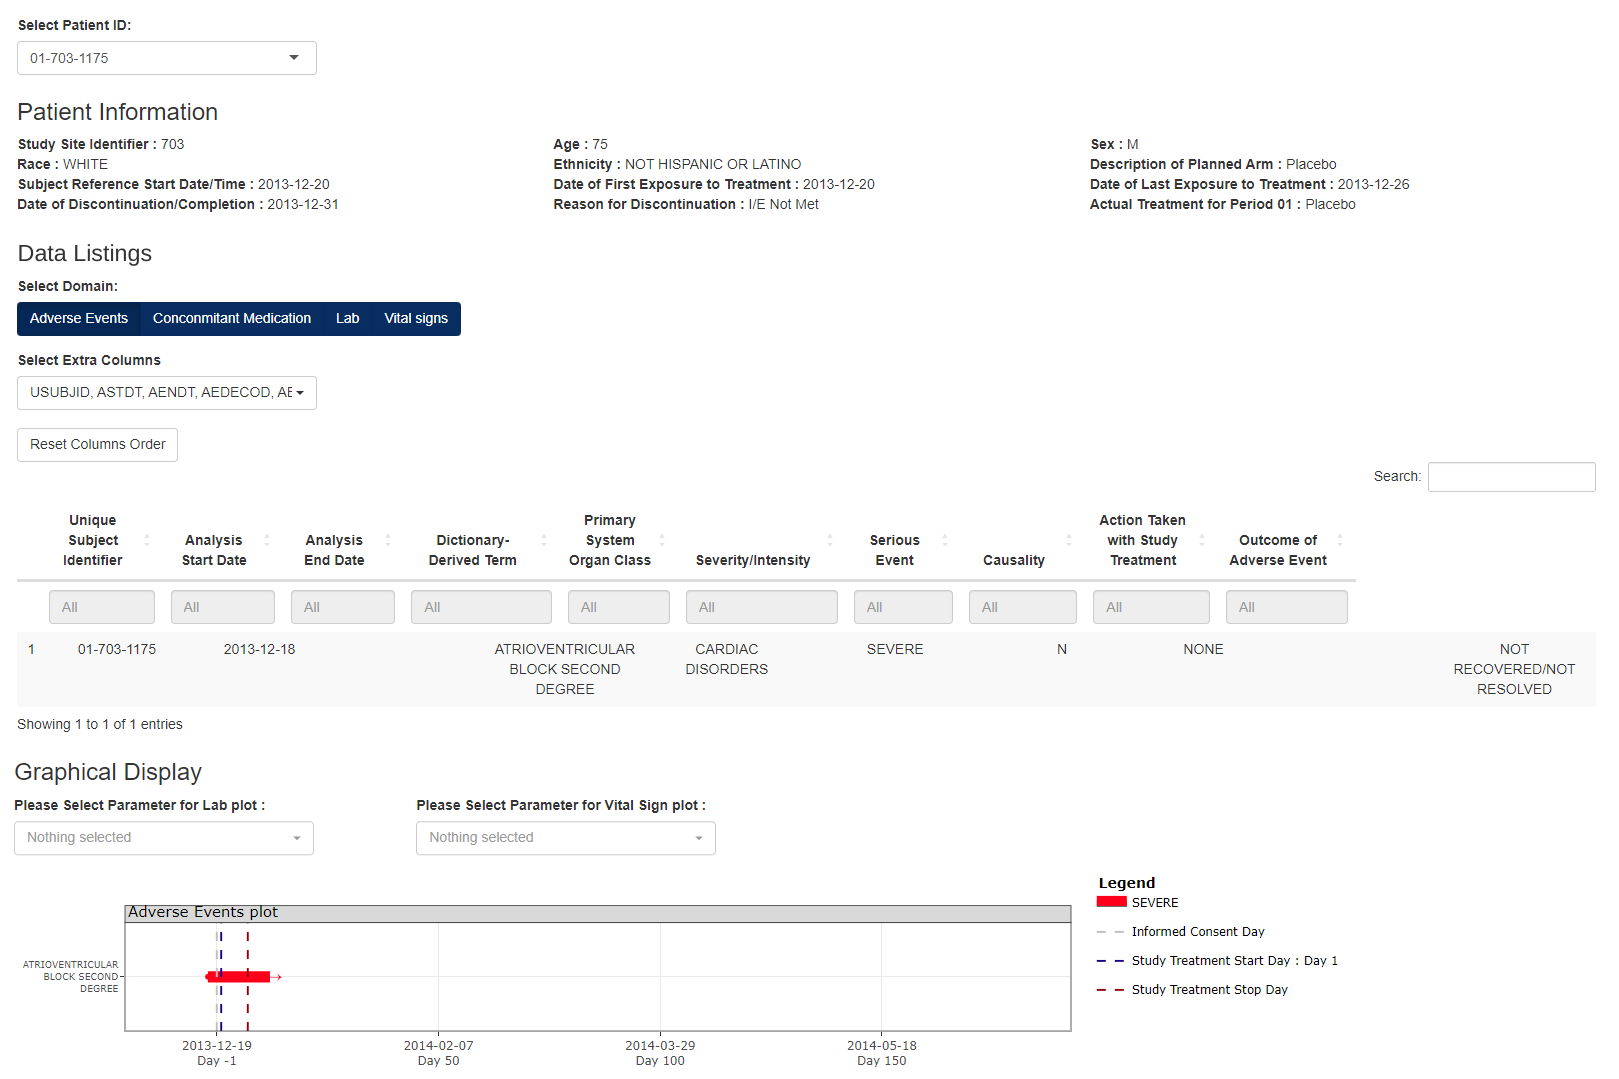 Select Patient ID:
01-703-1175
Patient Information
Study Site Identifier : 703
Age : 75
Sex : M
Race : WHITE
Ethnicity : NOT HISPANIC OR LATINO
Description of Planned Arm : Placebo
Subject Reference Start Date/Time : 2013-12-20
Date of First Exposure to Treatment : 2013-12-20
Date of Last Exposure to Treatment : 2013-12-26
Date of Discontinuation/Completion : 2013-12-31
Reason for Discontinuation : I/E Not Met
Actual Treatment for Period 01 : Placebo
Data Listings
Select Domain:
Adverse Events Conconmitant Medication Lab Vital signs
Select Extra Columns
USUBJID, ASTDT, AENDT, AEDECOD, AE
Reset Columns Order
Search:
Unique
Subject
Identifier
Analysis
Start Date
Analysis
End Date
Dictionary-
Derived Term
Primary
System
Organ Class
Severity/Intensity
Serious
Event
Causality
Action Taken
with Study
Treatment
Outcome of
Adverse Event
All All All All All All All All All All
1
01-703-1175
2013-12-18
ATRIOVENTRICULAR
BLOCK SECOND
DEGREE
CARDIAC
DISORDERS
SEVERE
N
NONE
NOT
RECOVERED/NOT
RESOLVED
Showing 1 to 1 of 1 entries
Graphical Display
Please Select Parameter for Lab plot :
Nothing selected
Please Select Parameter for Vital Sign plot :
Nothing selected
Adverse Events plot
ATRIOVENTRICULAR
BLOCK SECOND
DEGREE
2013-12-19
Day -1
2014-02-07
Day 50
2014-03-29
Day 100
2014-05-18
Day 150
Legend
SEVERE
Informed Consent Day
Study Treatment Start Day : Day 1
Study Treatment Stop Day